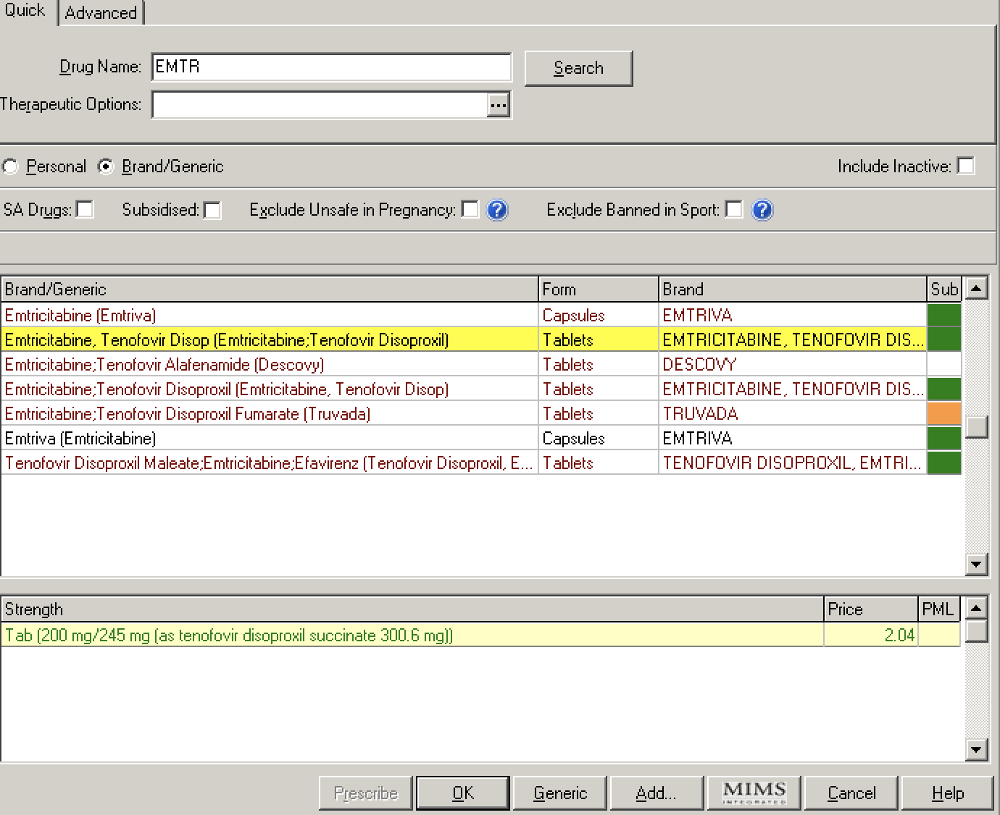 Quick Advanced
Drug Name: EMTR Search
Therapeutic Options: ...
Personal Brand/Generic Include Inactive:
SA Drugs: Subsidised: Exclude Unsafe in Pregnancy: ? Exclude Banned in Sport: ?
Brand/Generic Form Brand Sub
Emtricitabine (Emtriva) Capsules EMTRIVA
Emtricitabine, Tenofovir Disop (Emtricitabine;Tenofovir Disoproxil) Tablets EMTRICITABINE, TENOFOVIR DIS...
Emtricitabine;Tenofovir Alafenamide (Descovy) Tablets DESCOVY
Emtricitabine;Tenofovir Disoproxil (Emtricitabine, Tenofovir Disop) Tablets EMTRICITABINE, TENOFOVIR DIS...
Emtricitabine;Tenofovir Disoproxil Fumarate (Truvada) Tablets TRUVADA
Emtriva (Emtricitabine) Capsules EMTRIVA
Tenofovir Disoproxil Maleate;Emtricitabine;Efavirenz (Tenofovir Disoproxil, E... Tablets TENOFOVIR DISOPROXIL, EMTRI...
Strength Price PML
Tab (200 mg/245 mg (as tenofovir disoproxil succinate 300.6 mg)) 2.04
Prescribe OK Generic Add... MIMS Cancel Help
INTEGRATED